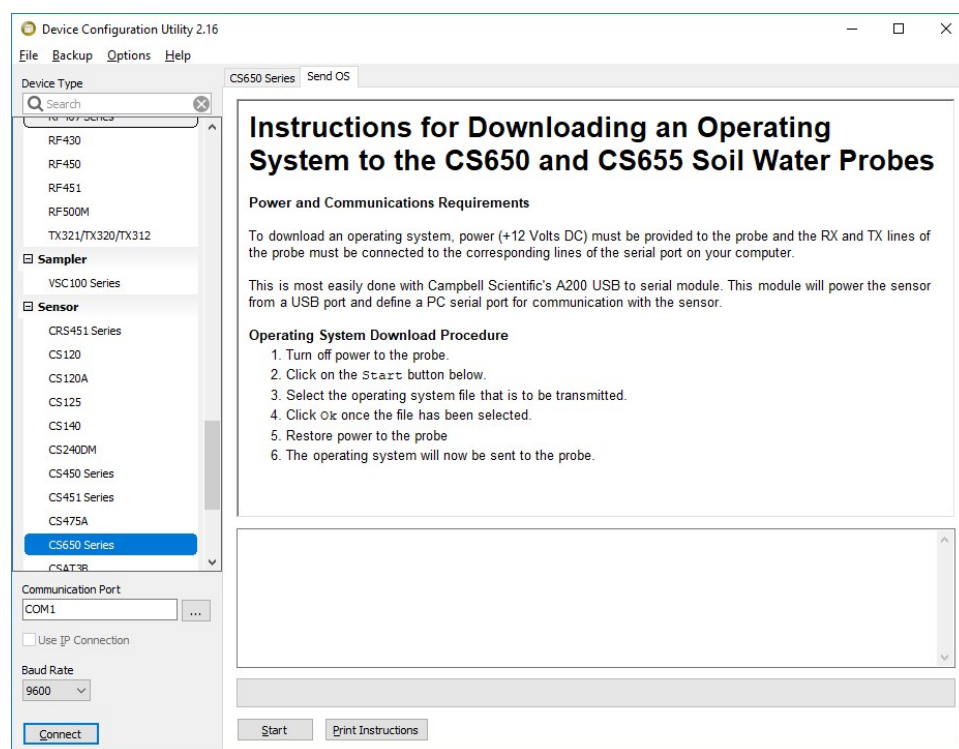 Device Configuration Utility 2.16
File Backup Options Help
Device Type
Search
RF430
RF450
RF451
RF500M
TX321/TX320/TX312
Sampler
VSC100 Series
Sensor
CRS451 Series
CS120
CS120A
CS125
CS140
CS240DM
CS450 Series
CS451 Series
CS475A
CS650 Series
CSAT3B
Communication Port
COM1
...
Use IP Connection
Baud Rate
9600
Connect
CS650 Series Send OS
Instructions for Downloading an Operating
System to the CS650 and CS655 Soil Water Probes
Power and Communications Requirements
To download an operating system, power (+12 Volts DC) must be provided to the probe and the RX and TX lines of
the probe must be connected to the corresponding lines of the serial port on your computer.
This is most easily done with Campbell Scientific's A200 USB to serial module. This module will power the sensor
from a USB port and define a PC serial port for communication with the sensor.
Operating System Download Procedure
1. Turn off power to the probe.
2. Click on the Start button below.
3. Select the operating system file that is to be transmitted.
4. Click Ok once the file has been selected.
5. Restore power to the probe
6. The operating system will now be sent to the probe.
Start Print Instructions